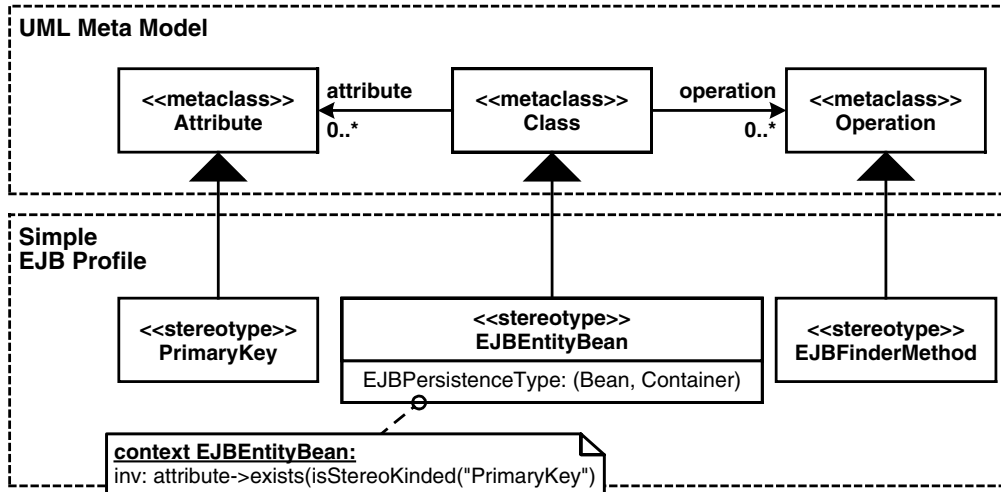 UML Meta Model
<<metaclass>>
Attribute
attribute
0..*
<<metaclass>>
Class
operation
0..*
<<metaclass>>
Operation
Simple
EJB Profile
<<stereotype>>
PrimaryKey
<<stereotype>>
EJBEntityBean
EJBPersistenceType: (Bean, Container)
<<stereotype>>
EJBFinderMethod
context EJBEntityBean:
inv: attribute->exists(isStereoKinded("PrimaryKey")